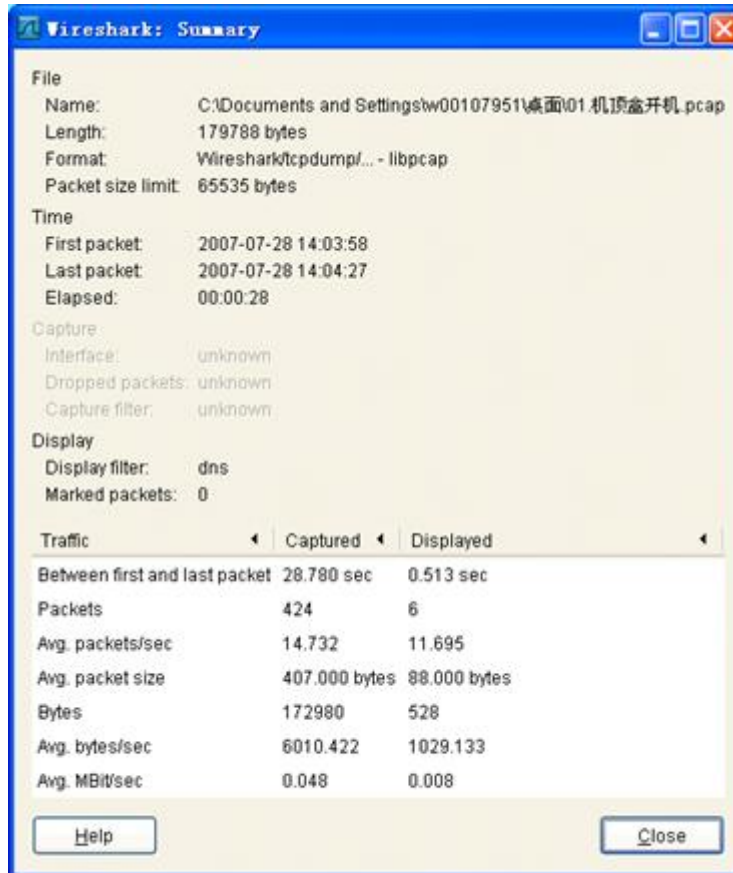 Wireshark: Summary
File
Name: C:\Documents and Settings\w00107951\桌面\01.机顶盒开机.pcap
Length: 179788 bytes
Format: Wireshark/tcpdump/... - libpcap
Packet size limit: 65535 bytes
Time
First packet: 2007-07-28 14:03:58
Last packet: 2007-07-28 14:04:27
Elapsed: 00:00:28
Capture
Interface: unknown
Dropped packets: unknown
Capture filter: unknown
Display
Display filter: dns
Marked packets: 0
Traffic Captured Displayed
Between first and last packet 28.780 sec 0.513 sec
Packets 424 6
Avg. packets/sec 14.732 11.695
Avg. packet size 407.000 bytes 88.000 bytes
Bytes 172980 528
Avg. bytes/sec 6010.422 1029.133
Avg. MBit/sec 0.048 0.008
Help Close